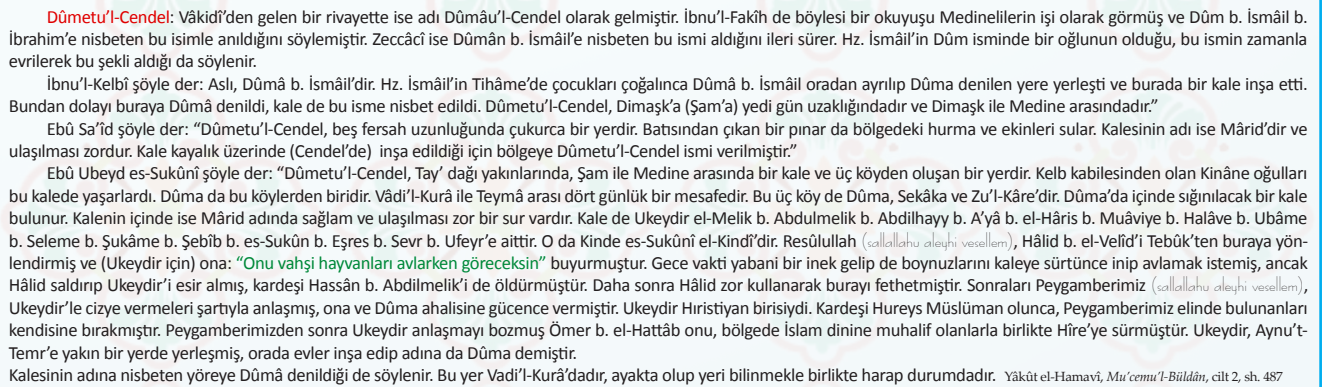 Dûmetu'l-Cendel: Vâkidî'den gelen bir rivayette ise adı Dûmâu'l-Cendel olarak gelmiştir. İbnu'l-Fakîh de böylesi bir okuyuşu Medinelilerin işi olarak görmüş ve Dûm b. İsmâil b.
İbrahim'e nisbeten bu isimle anıldığını söylemiştir. Zeccâcî ise Dûmân b. İsmâil'e nisbeten bu ismi aldığını ileri sürer. Hz. İsmâil'in Dûm isminde bir oğlunun olduğu, bu ismin zamanla
evrilerek bu şekli aldığı da söylenir.
İbnu'l-Kelbî şöyle der: Aslı, Dûmâ b. İsmâil'dir. Hz. İsmâil'in Tihâme'de çocukları çoğalınca Dûmâ b. İsmâil oradan ayrılıp Dûma denilen yere yerleşti ve burada bir kale inşa etti.
Bundan dolayı buraya Dûmâ denildi, kale de bu isme nisbet edildi. Dûmetu'l-Cendel, Dimaşk'a (Şam'a) yedi gün uzaklığındadır ve Dimaşk ile Medine arasındadır."
Ebû Sa'îd şöyle der: "Dûmetu'l-Cendel, beş fersah uzunluğunda çukurca bir yerdir. Batısından çıkan bir pınar da bölgedeki hurma ve ekinleri sular. Kalesinin adı ise Mârid'dir ve
ulaşılması zordur. Kale kayalık üzerinde (Cendel'de) inşa edildiği için bölgeye Dûmetu'l-Cendel ismi verilmiştir."
Ebû Ubeyd es-Sukûnî şöyle der: "Dûmetu'l-Cendel, Tay' dağı yakınlarında, Şam ile Medine arasında bir kale ve üç köyden oluşan bir yerdir. Kelb kabilesinden olan Kinâne oğulları
bu kalede yaşarlardı. Dûma da bu köylerden biridir. Vâdi'l-Kurâ ile Teymâ arası dört günlük bir mesafedir. Bu üç köy de Dûma, Sekâka ve Zu'l-Kâre'dir. Dûma'da içinde sığınılacak bir kale
bulunur. Kalenin içinde ise Mârid adında sağlam ve ulaşılması zor bir sur vardır. Kale de Ukeydir el-Melik b. Abdulmelik b. Abdilhayy b. A'yâ b. el-Hâris b. Muâviye b. Halâve b. Ubâme
b. Seleme b. Şukâme b. Şebîb b. es-Sukûn b. Eşres b. Sevr b. Ufeyr'e aittir. O da Kinde es-Sukûnî el-Kindî'dir. Resûlullah (sallallahu aleyhi vesellem), Hâlid b. el-Velîd'i Tebûk'ten buraya yön-
lendirmiş ve (Ukeydir için) ona: "Onu vahşi hayvanları avlarken göreceksin" buyurmuştur. Gece vakti yabani bir inek gelip de boynuzlarını kaleye sürtünce inip avlamak istemiş, ancak
Hâlid saldırıp Ukeydir'i esir almış, kardeşi Hassân b. Abdilmelik'i de öldürmüştür. Daha sonra Hâlid zor kullanarak burayı fethetmiştir. Sonraları Peygamberimiz (sallallahu aleyhi vesellem),
Ukeydir'le cizye vermeleri şartıyla anlaşmış, ona ve Dûma ahalisine güvence vermiştir. Ukeydir Hıristiyan birisiydi. Kardeşi Hureys Müslüman olunca, Peygamberimiz elinde bulunanları
kendisine bırakmıştır. Peygamberimizden sonra Ukeydir anlaşmayı bozmuş Ömer b. el-Hattâb onu, bölgede İslam dinine muhalif olanlarla birlikte Hîre'ye sürmüştür. Ukeydir, Aynu't-
Temr'e yakın bir yerde yerleşmiş, orada evler inşa edip adına da Dûma demiştir.
Kalesinin adına nisbeten yöreye Dûmâ denildiği de söylenir. Bu yer Vadi'l-Kurâ'dadır, ayakta olup yeri bilinmekle birlikte harap durumdadır. Yâkût el-Hamavî, Mu'cemu'l-Büldân, cilt 2, sh. 487